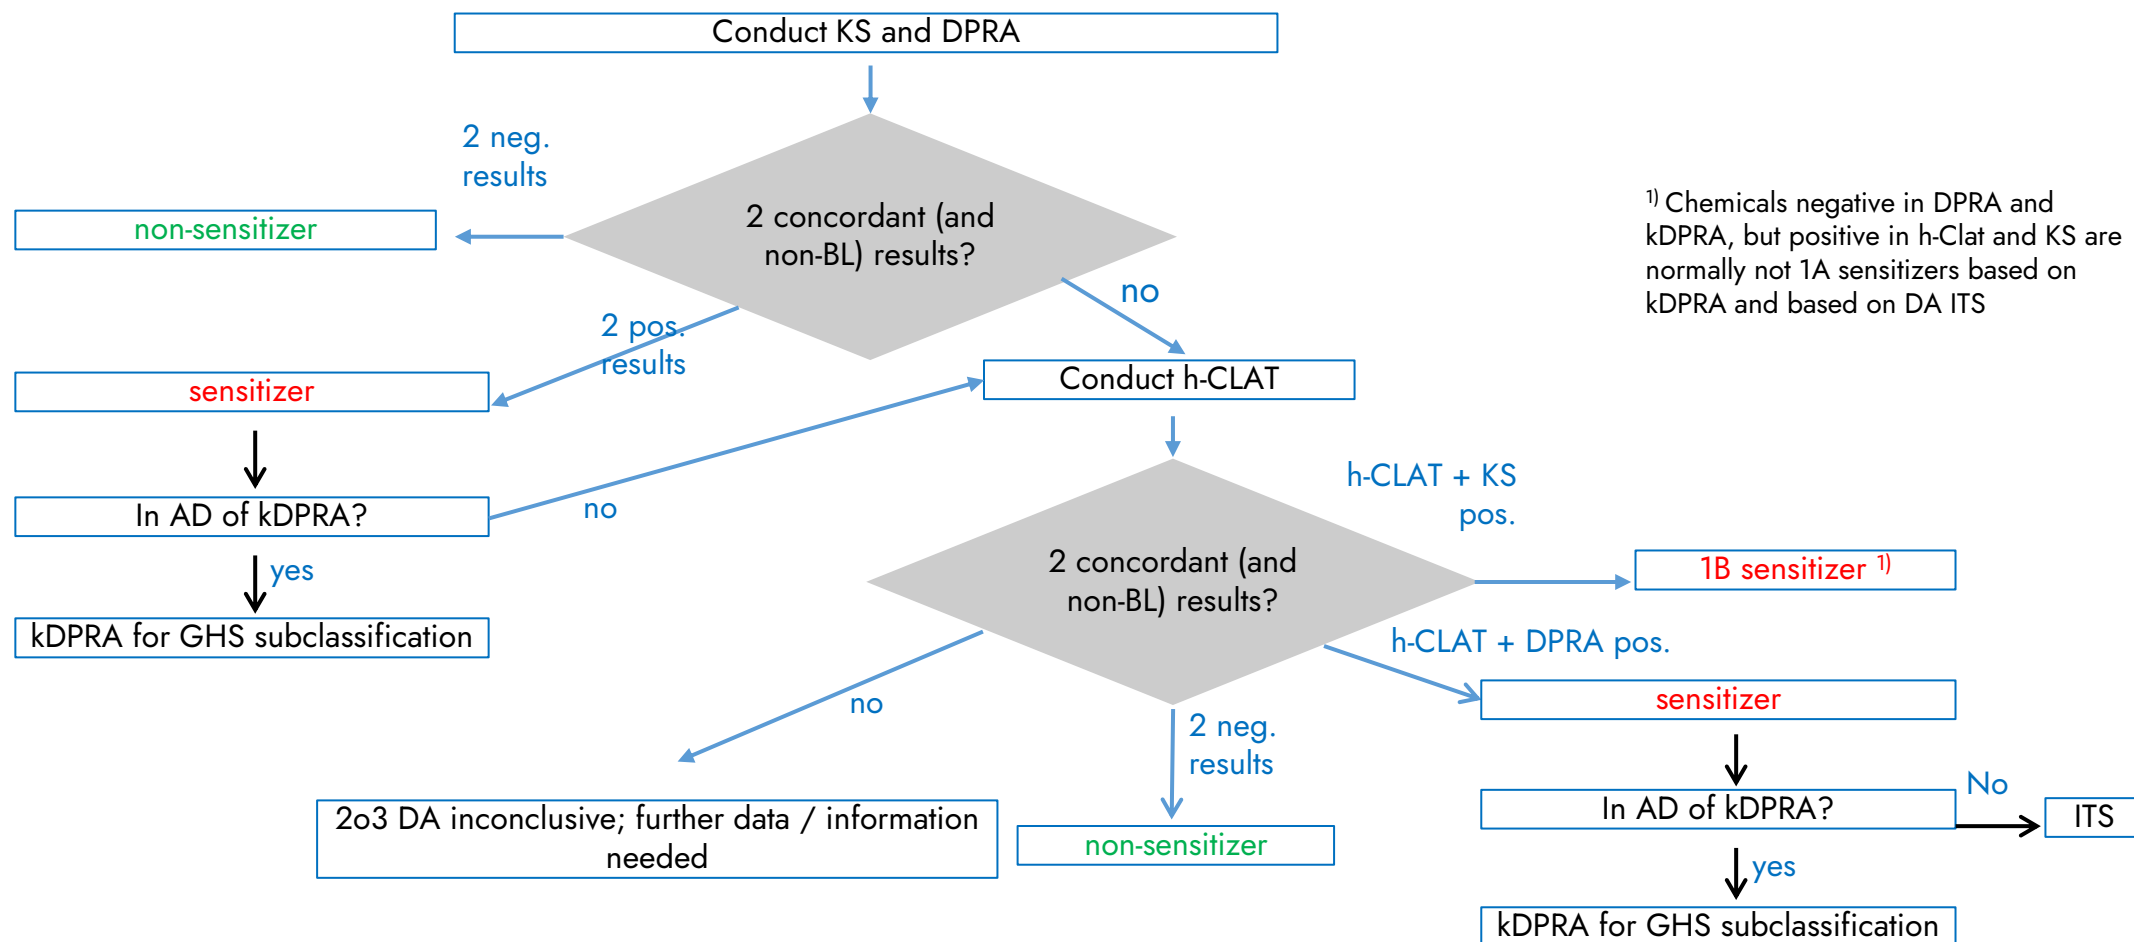 Conduct KS and DPRA
2 neg.
results
2 concordant (and
non-BL) results?
non-sensitizer
1) Chemicals negative in DPRA and
kDPRA, but positive in h-Clat and KS are
normally not 1A sensitizers based on
kDPRA and based on DA ITS
no
2 pos.
results
sensitizer
Conduct h-CLAT
In AD of kDPRA?
no
yes
kDPRA for GHS subclassification
h-CLAT + KS
pos.
2 concordant (and
non-BL) results?
1B sensitizer 1)
h-CLAT + DPRA pos.
no
2 neg.
results
sensitizer
2o3 DA inconclusive; further data / information
needed
non-sensitizer
In AD of kDPRA?
No
ITS
yes
kDPRA for GHS subclassification